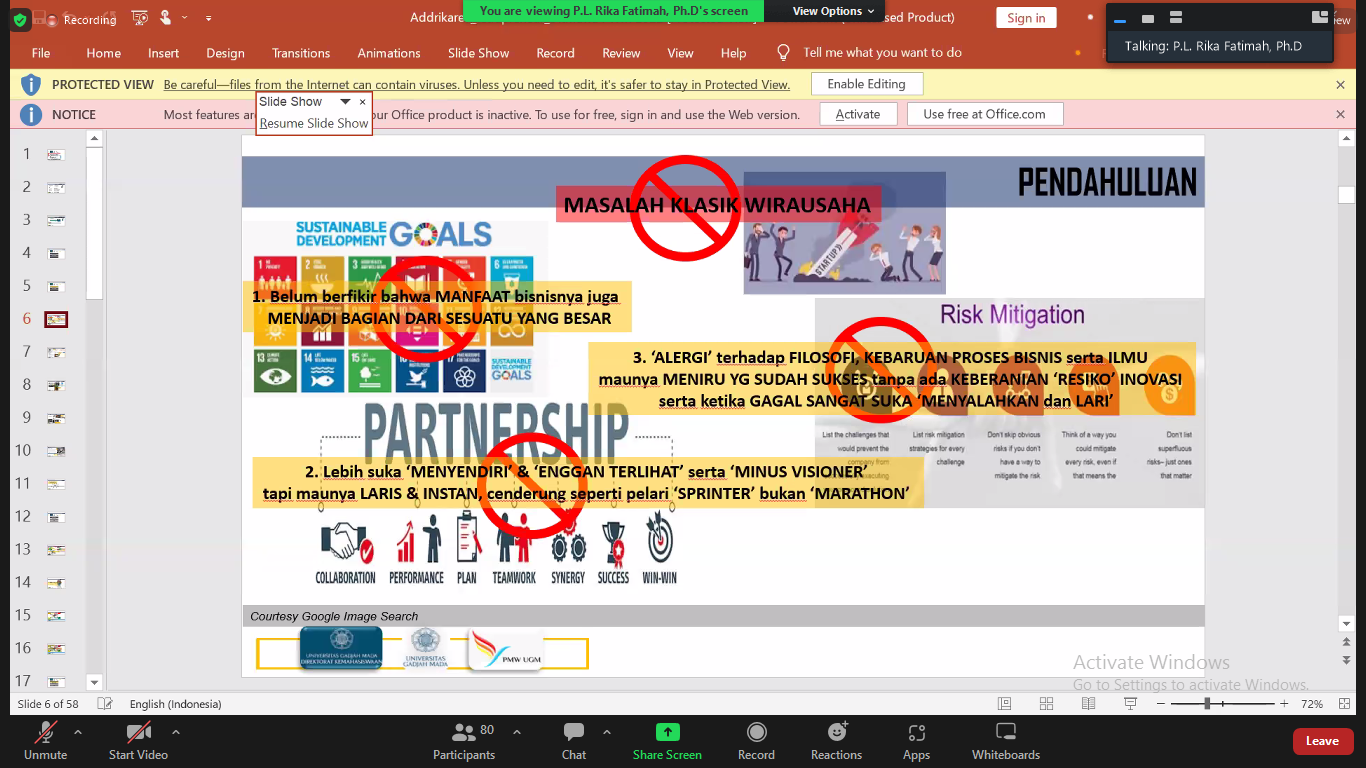 Recording
You are viewing P.L. Rika Fatimah, Ph.D's screen
View Options
Sign in
Talking: P.L. Rika Fatimah, Ph.D
File Home Insert Design Transitions Animations Slide Show Record Review View Help Tell me what you want to do
PROTECTED VIEW Be careful—files from the Internet can contain viruses. Unless you need to edit, it's safer to stay in Protected View. Enable Editing
Slide Show
Resume Slide Show
NOTICE Most features are our Office product is inactive. To use for free, sign in and use the Web version. Activate Use free at Office.com
1
2
3
4
5
6
7
8
9
10
11
12
13
14
15
16
17
PENDAHULUAN
MASALAH KLASIK WIRAUSAHA
STARTUP
SUSTAINABLE
DEVELOPMENT GOALS
1. Belum berfikir bahwa MANFAAT bisnisnya juga
MENJADI BAGIAN DARI SESUATU YANG BESAR
SUSTAINABLE
DEVELOPMENT
GOALS
Risk Mitigation
3. ‘ALERGI’ terhadap FILOSOFI, KEBARUAN PROSES BISNIS serta ILMU
maunya MENIRU YG SUDAH SUKSES tanpa ada KEBERANIAN ‘RESIKO’ INOVASI
serta ketika GAGAL SANGAT SUKA ‘MENYALAHKAN dan LARI’
List the challenges that
would prevent the
company from
executing
List risk mitigation
strategies for every
challenge
Don't skip obvious
risks if you don't
have a way to
mitigate the risk
Think of a way you
could mitigate
every risk, even if
that means the
Don't list
superfluous
risks– just ones
that matter
PARTNERSHIP
2. Lebih suka ‘MENYENDIRI’ & ‘ENGGAN TERLIHAT’ serta ‘MINUS VISIONER’
tapi maunya LARIS & INSTAN, cenderung seperti pelari ‘SPRINTER’ bukan ‘MARATHON’
COLLABORATION PERFORMANCE PLAN TEAMWORK SYNERGY SUCCESS WIN-WIN
Courtesy Google Image Search
UNIVERSITAS GADJAH MADA
DIREKTORAT KEMAHASISWAAN
UNIVERSITAS
GADJAH MADA
PMW UGM
Activate Windows
Go to Settings to activate Windows.
Slide 6 of 58 English (Indonesia) 72%
Unmute Start Video Participants 80 Chat Share Screen Record Reactions Apps Whiteboards Leave